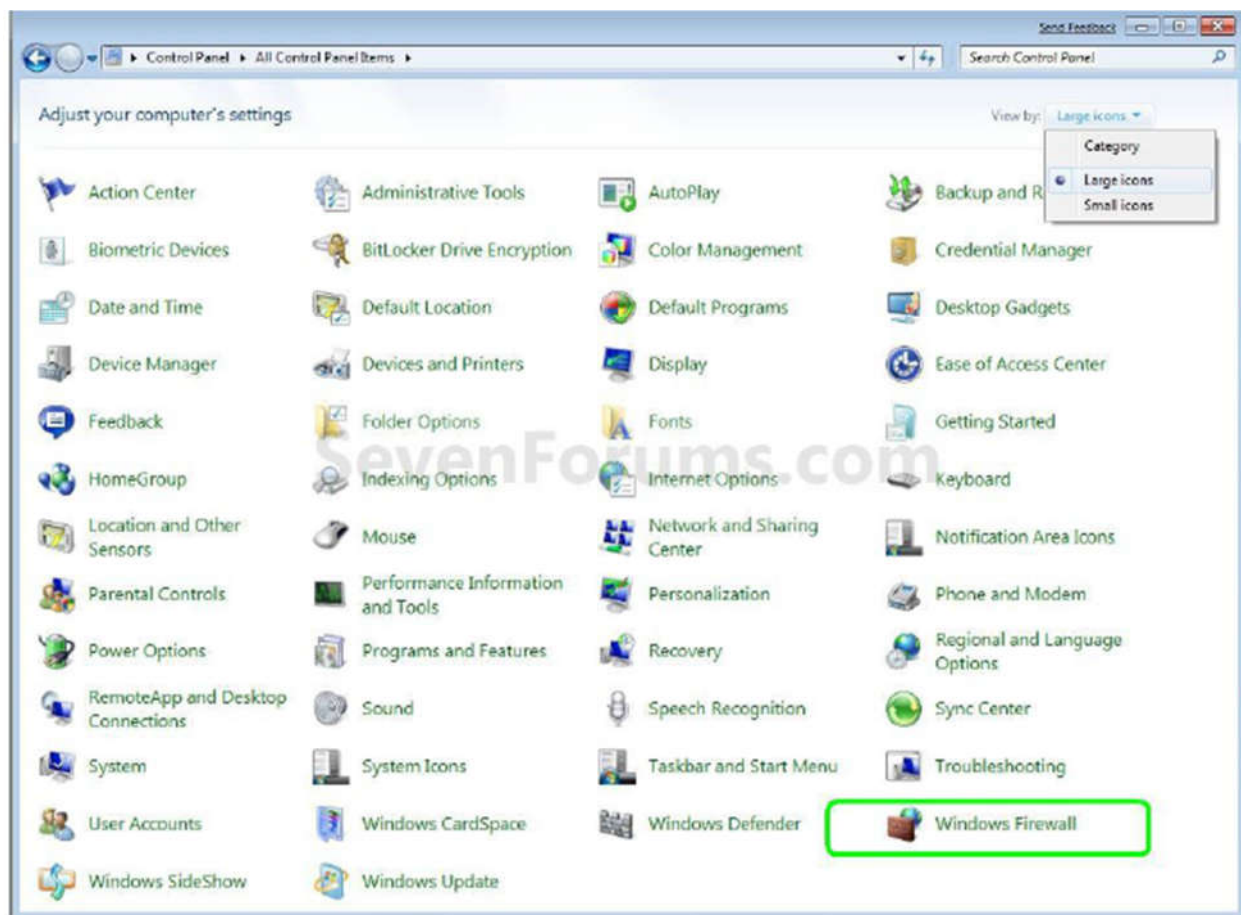 Send Feedback
Control Panel All Control Panel Items
Search Control Panel
Adjust your computer's settings
View by: Large icons
Category
Large icons
Small icons
Action Center
Administrative Tools
AutoPlay
Backup and R
Biometric Devices
BitLocker Drive Encryption
Color Management
Credential Manager
Date and Time
Default Location
Default Programs
Desktop Gadgets
Device Manager
Devices and Printers
Display
Ease of Access Center
Feedback
Folder Options
Fonts
Getting Started
SevenForums.com
HomeGroup
Indexing Options
Internet Options
Keyboard
Location and Other
Sensors
Mouse
Network and Sharing
Center
Notification Area Icons
Parental Controls
Performance Information
and Tools
Personalization
Phone and Modem
Power Options
Programs and Features
Recovery
Regional and Language
Options
RemoteApp and Desktop
Connections
Sound
Speech Recognition
Sync Center
System
System Icons
Taskbar and Start Menu
Troubleshooting
User Accounts
Windows CardSpace
Windows Defender
Windows Firewall
Windows SideShow
Windows Update